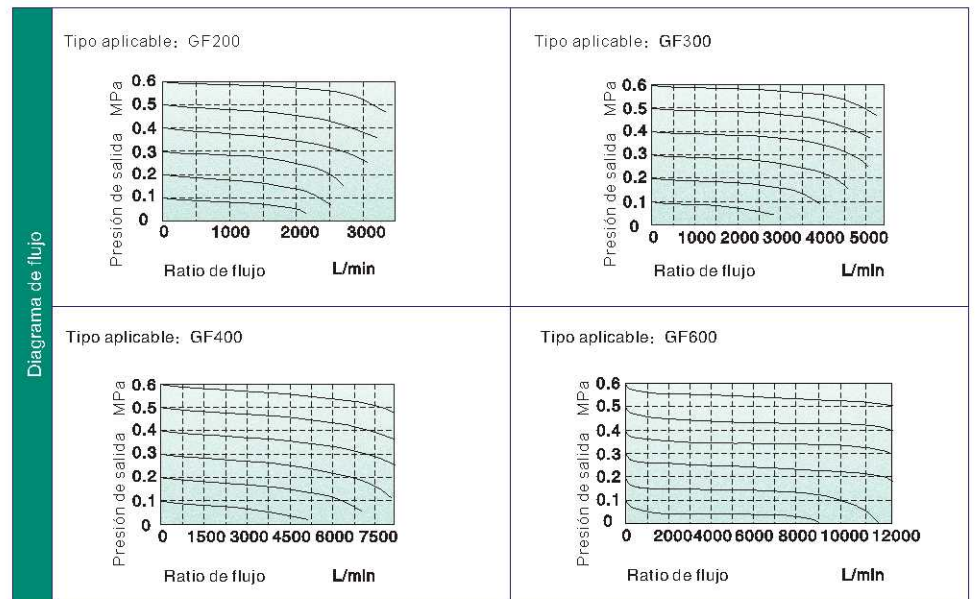 Diagrama de flujo
Tipo aplicable: GF200
Presión de salida MPa
0.6
0.5
0.4
0.3
0.2
0.1
0
0 1000 2000 3000
Ratio de flujo L/min
Tipo aplicable: GF300
Presión de salida MPa
0.6
0.5
0.4
0.3
0.2
0.1
0
0 1000 2000 3000 4000 5000
Ratio de flujo L/min
Tipo aplicable: GF400
Presión de salida MPa
0.6
0.5
0.4
0.3
0.2
0.1
0
0 1500 3000 4500 6000 7500
Ratio de flujo L/min
Tipo aplicable: GF600
Presión de salida MPa
0.6
0.5
0.4
0.3
0.2
0.1
0
0 2000 4000 6000 8000 10000 12000
Ratio de flujo L/min